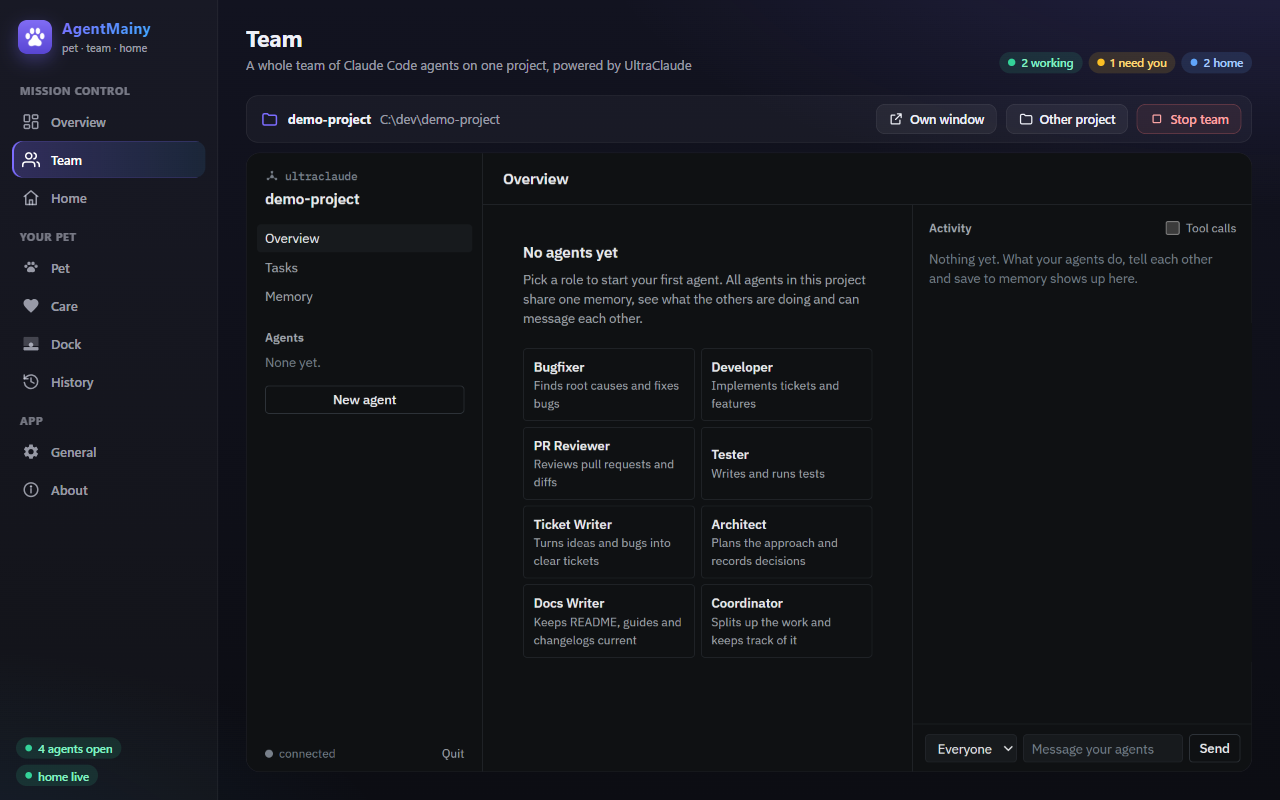 AgentMainy
pet · team · home
MISSION CONTROL
Overview
Team
Home
YOUR PET
Pet
Care
Dock
History
APP
General
About
4 agents open
home live
Team
A whole team of Claude Code agents on one project, powered by UltraClaude
2 working
1 need you
2 home
demo-project C:\dev\demo-project
Own window
Other project
Stop team
ultraclaude
demo-project
Overview
Tasks
Memory
Agents
None yet.
New agent
connected
Quit
Overview
No agents yet
Pick a role to start your first agent. All agents in this project
share one memory, see what the others are doing and can
message each other.
Bugfixer
Finds root causes and fixes
bugs
Developer
Implements tickets and
features
PR Reviewer
Reviews pull requests and
diffs
Tester
Writes and runs tests
Ticket Writer
Turns ideas and bugs into
clear tickets
Architect
Plans the approach and
records decisions
Docs Writer
Keeps README, guides and
changelogs current
Coordinator
Splits up the work and
keeps track of it
Activity
Tool calls
Nothing yet. What your agents do, tell each other
and save to memory shows up here.
Everyone
Message your agents
Send